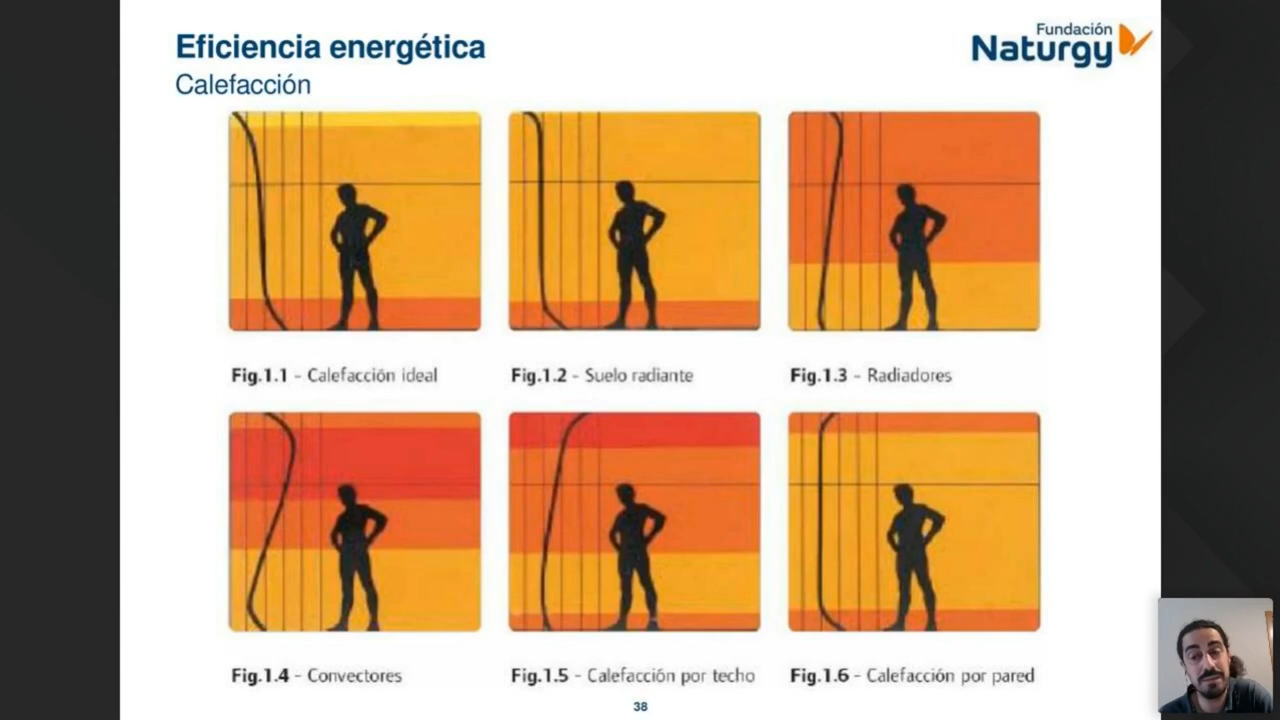 Eficiencia energética
Calefacción
Fundación
Naturgy
Fig.1.1 - Calefacción ideal
Fig.1.2 - Suelo radiante
Fig.1.3 - Radiadores
Fig.1.4 - Convectores
Fig.1.5 - Calefacción por techo
Fig.1.6 - Calefacción por pared
38